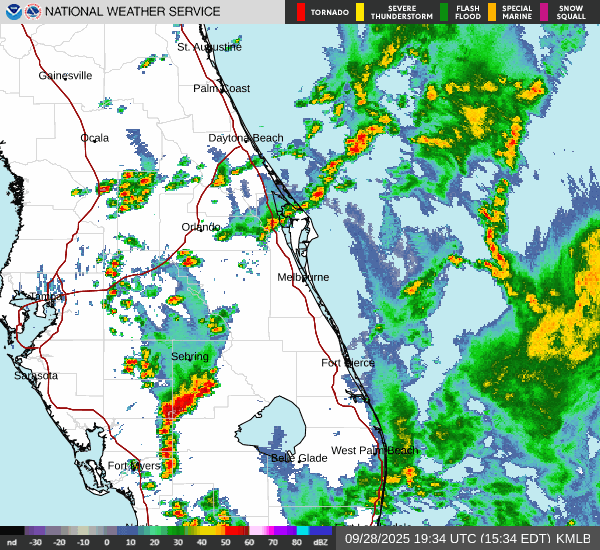 NATIONAL WEATHER SERVICE
TORNADO
SEVERE THUNDERSTORM
FLASH FLOOD
SPECIAL MARINE
SNOW SQUALL
St. Augustine
Gainesville
Palm Coast
Ocala
Daytona Beach
Orlando
Melbourne
Tampa
Sebring
Fort Pierce
Sarasota
West Palm Beach
Belle Glade
Fort Myers
nd -30 -20 -10 0 10 20 30 40 50 60 70 80 dBZ
09/28/2025 19:34 UTC (15:34 EDT) KMLB